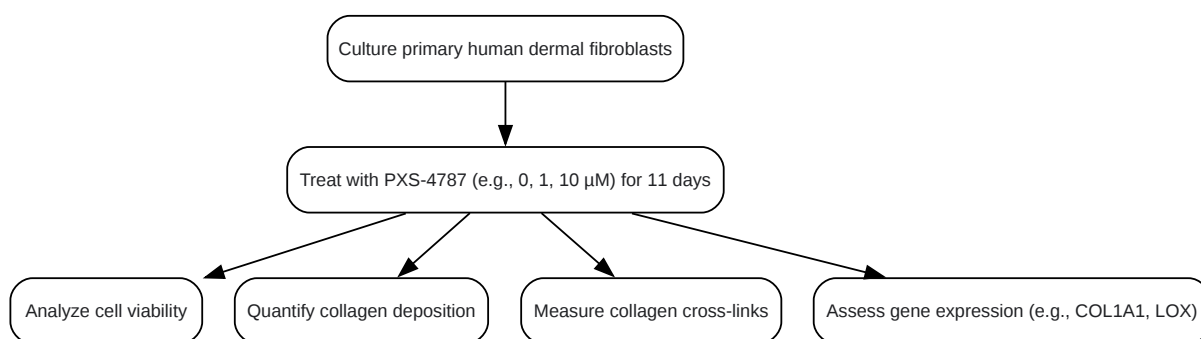 Culture primary human dermal fibroblasts
Treat with PXS-4787 (e.g., 0, 1, 10 µM) for 11 days
Analyze cell viability
Quantify collagen deposition
Measure collagen cross-links
Assess gene expression (e.g., COL1A1, LOX)